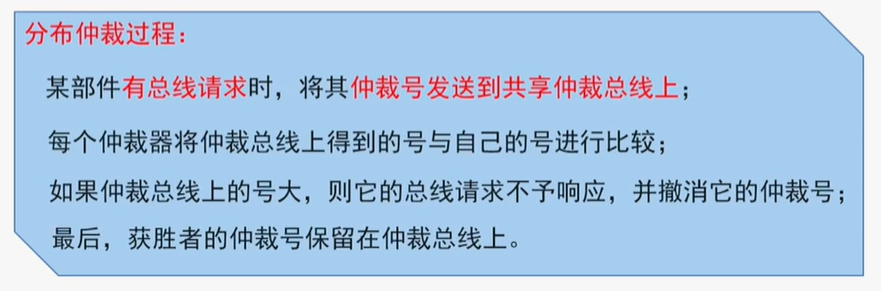 分布仲裁过程：
某部件有总线请求时，将其仲裁号发送到共享仲裁总线上；
每个仲裁器将仲裁总线上得到的号与自己的号进行比较；
如果仲裁总线上的号大，则它的总线请求不予响应，并撤消它的仲裁号；
最后，获胜者的仲裁号保留在仲裁总线上。